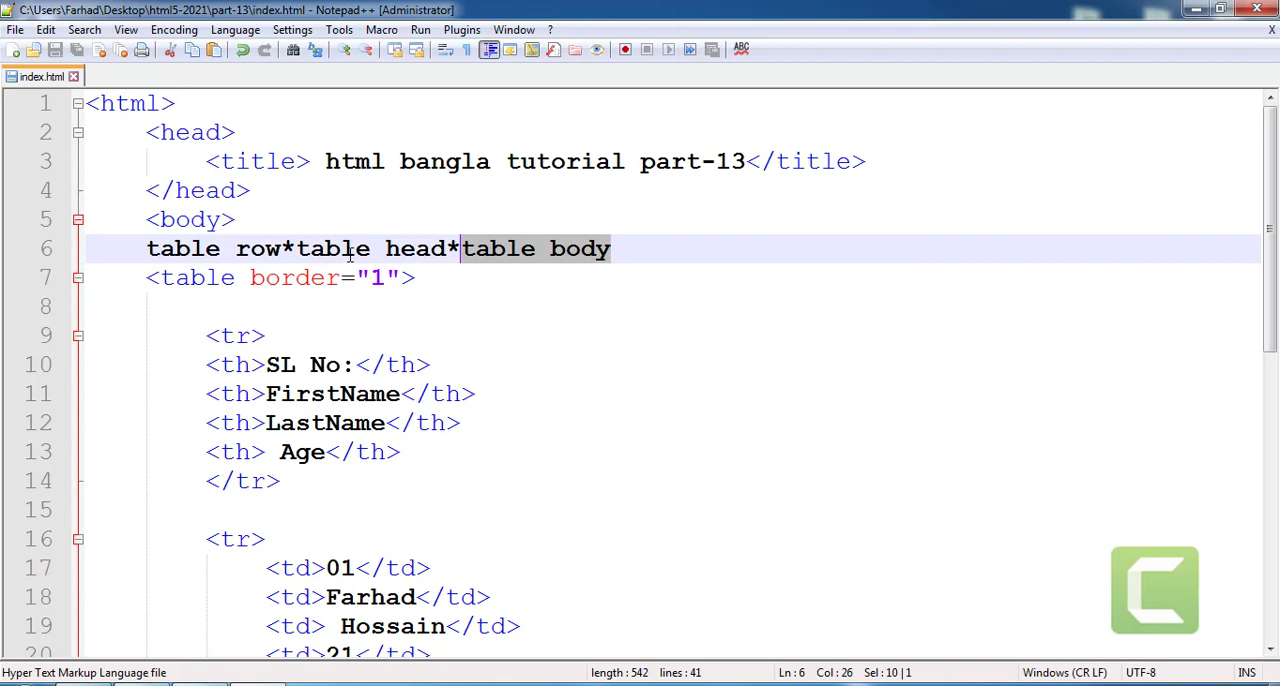 C:\Users\Farhad\Desktop\html5-2021\part-13\index.html - Notepad++ [Administrator]
File Edit Search View Encoding Language Settings Tools Macro Run Plugins Window ? X
ABC
index.html
1 <html>
2 <head>
3 <title> html bangla tutorial part-13</title>
4 </head>
5 <body>
6 table row*table head*table body
7 <table border="1">
8
9 <tr>
10 <th>SL No:</th>
11 <th>FirstName</th>
12 <th>LastName</th>
13 <th> Age</th>
14 </tr>
15
16 <tr>
17 <td>01</td>
18 <td>Farhad</td>
19 <td> Hossain</td>
20 <td>21</td>
Hyper Text Markup Language file length : 542 lines : 41 Ln : 6 Col : 26 Sel : 10 | 1 Windows (CR LF) UTF-8 INS